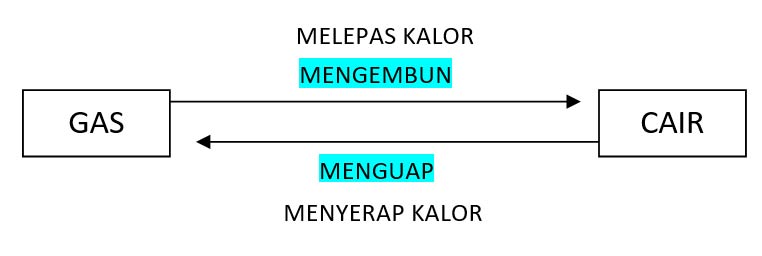 MELEPAS KALOR
MENGEMBUN
GAS
CAIR
MENGUAP
MENYERAP KALOR